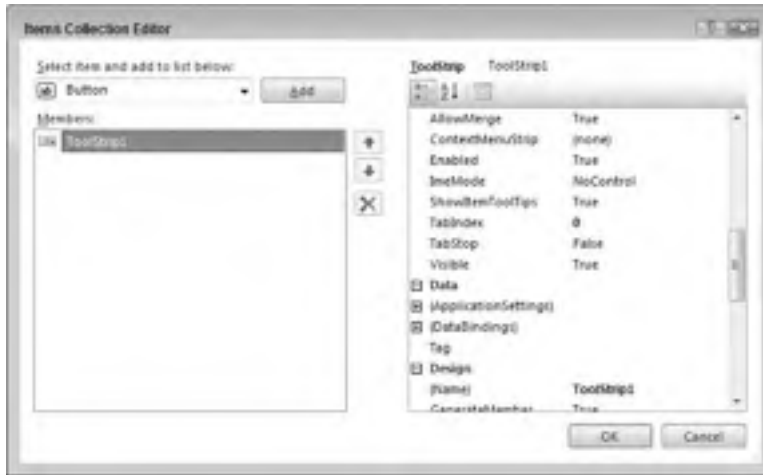 Items Collection Editor
Select item and add to list below:
Button
Add
Members:
ToolStrip1
ToolStrip ToolStrip1
AllowMerge True
ContextMenuStrip (none)
Enabled True
ImeMode NoControl
ShowItemToolTips True
TabIndex 0
TabStop False
Visible True
Data
(ApplicationSettings)
(DataBindings)
Tag
Design
(Name) ToolStrip1
GenerateMember True
OK
Cancel